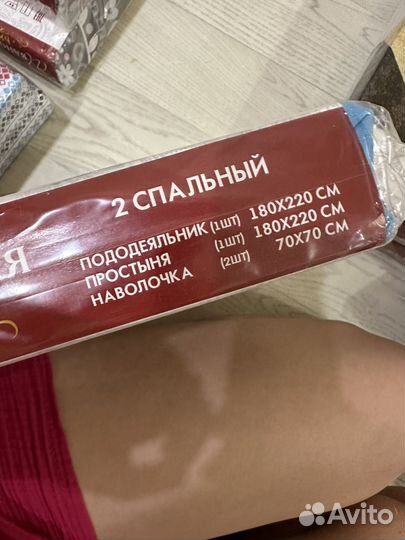 2 СПАЛЬНЫЙ
Я
ПОДОДЕЯЛЬНИК (1ШТ) 180X220 СМ
ПРОСТЫНЯ (1ШТ) 180X220 СМ
НАВОЛОЧКА (2ШТ) 70X70 СМ
Avito